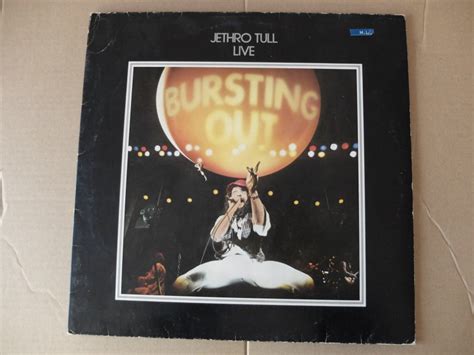 JETHRO TULL
LIVE
BURSTING
OUT